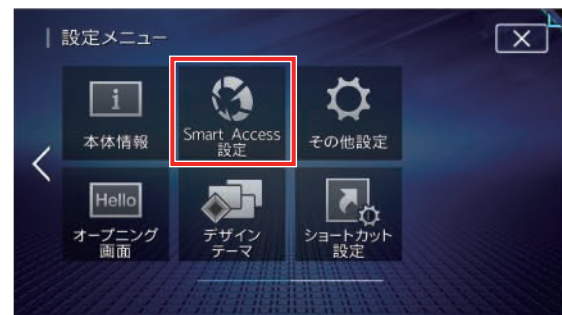 設定メニュー
i
本体情報
Smart Access
設定
その他設定
Hello
オープニング
画面
デザイン
テーマ
ショートカット
設定